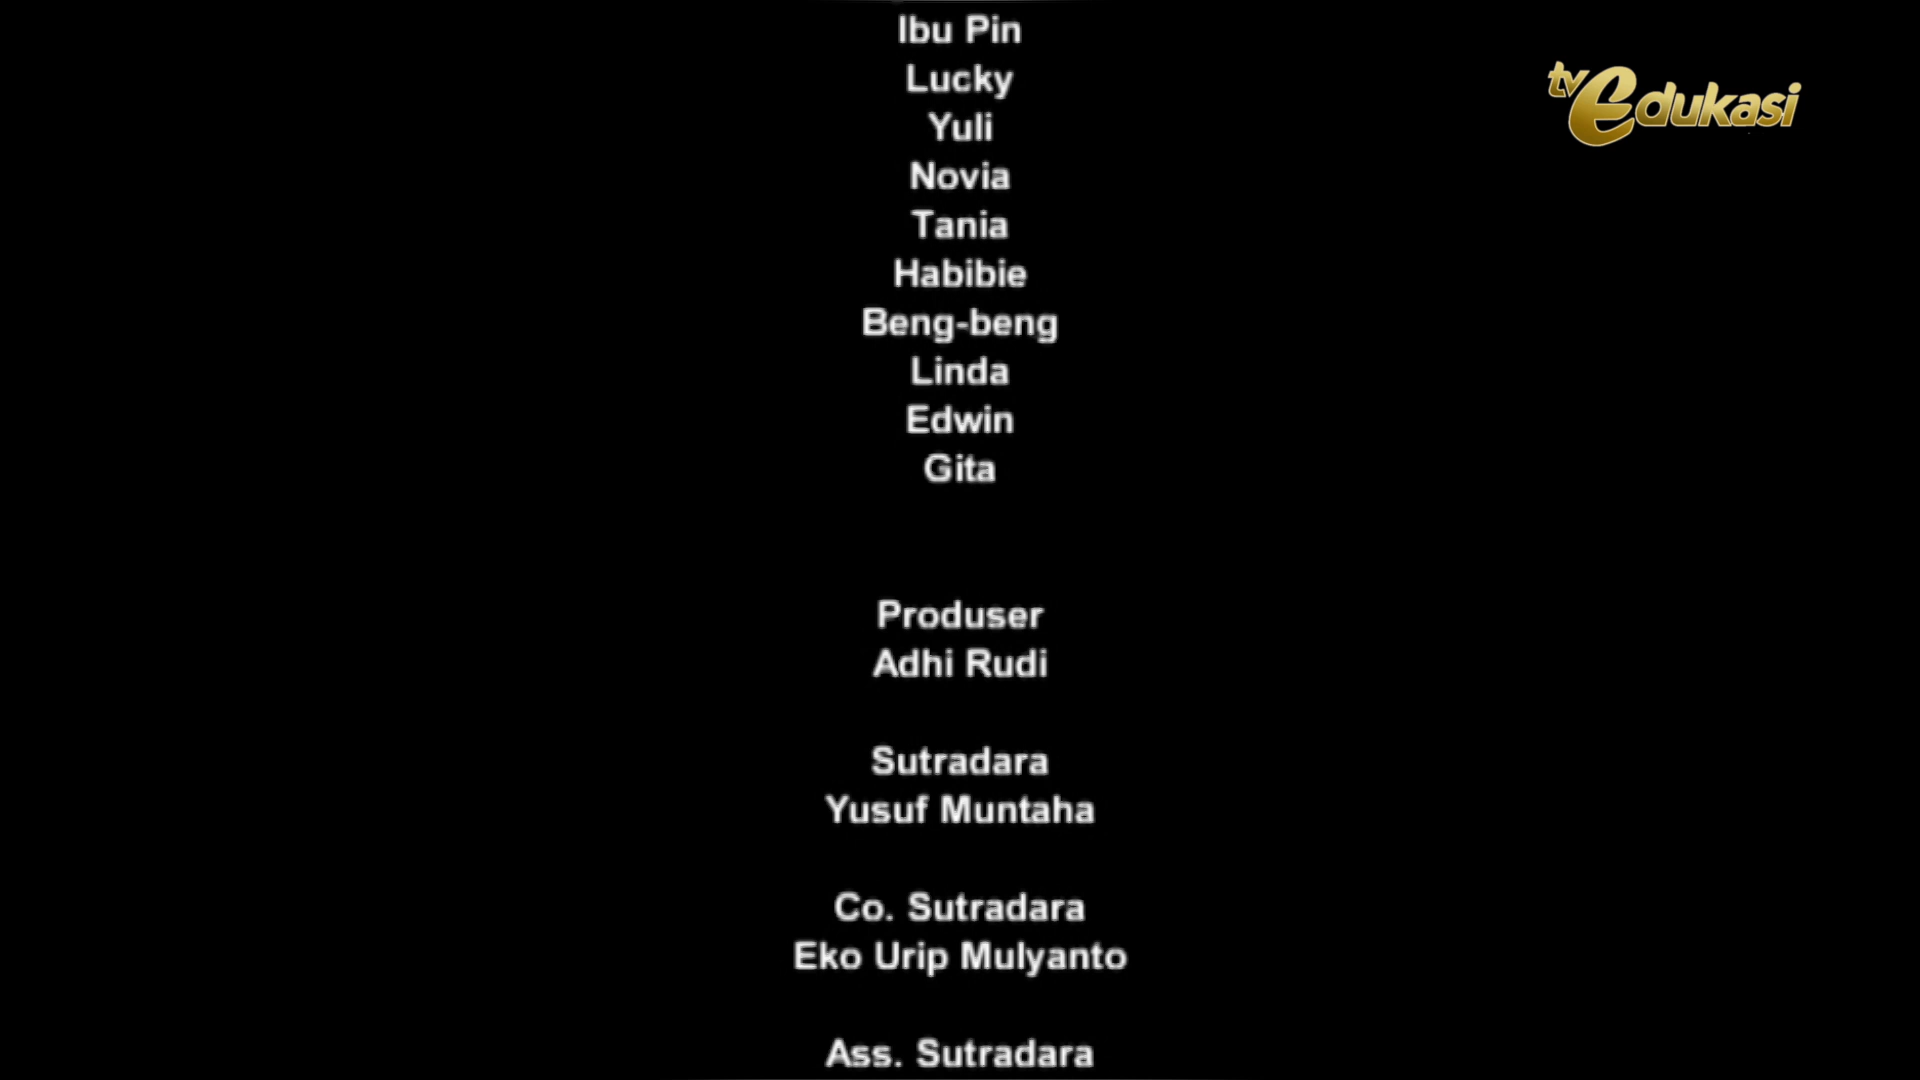 Ibu Pin
tv edukasi
Lucky
Yuli
Novia
Tania
Habibie
Beng-beng
Linda
Edwin
Gita
Produser
Adhi Rudi
Sutradara
Yusuf Muntaha
Co. Sutradara
Eko Urip Mulyanto
Ass. Sutradara